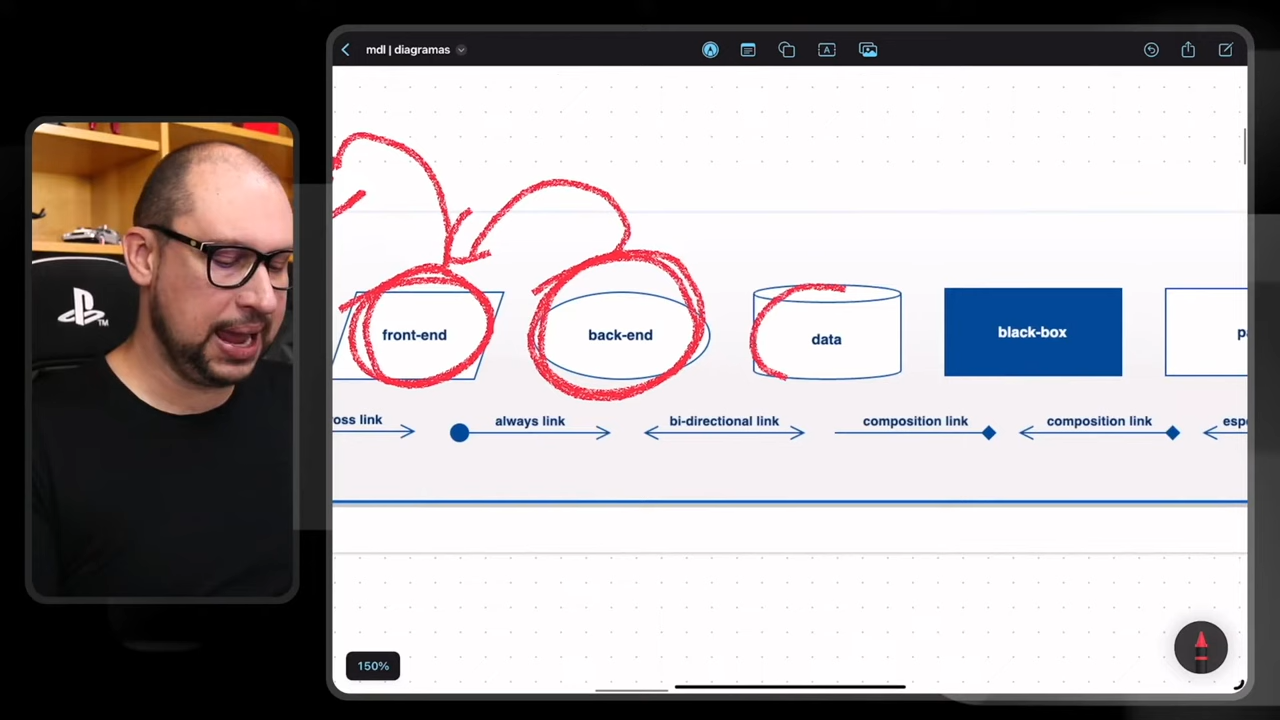 mdl | diagramas
A
front-end
back-end
data
black-box
oss link
always link
bi-directional link
composition link
composition link
150%
TM